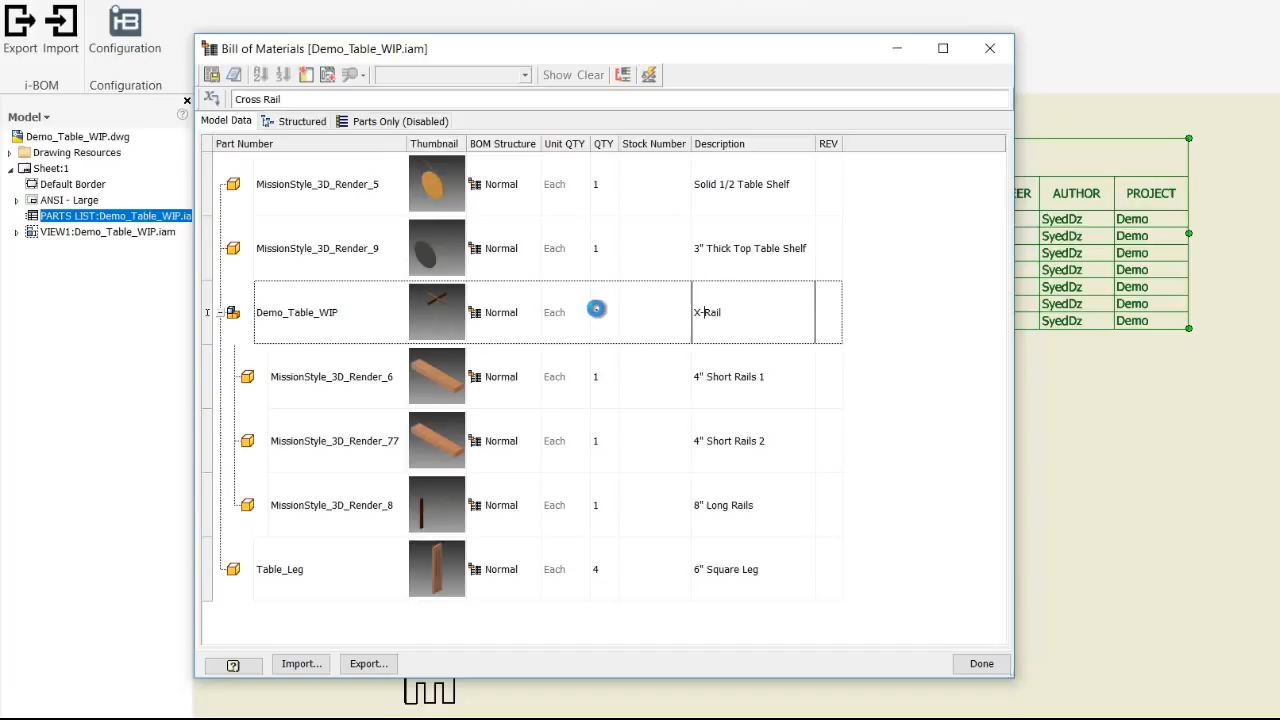 Export Import
Configuration
i-BOM
Configuration
Model
Demo_Table_WIP.dwg
Drawing Resources
Sheet:1
Default Border
ANSI - Large
PARTS LIST:Demo_Table_WIP.ia
VIEW1:Demo_Table_WIP.iam
Bill of Materials [Demo_Table_WIP.iam]
Show Clear
Cross Rail
Model Data Structured Parts Only (Disabled)
Part Number Thumbnail BOM Structure Unit QTY QTY Stock Number Description REV
MissionStyle_3D_Render_5 Normal Each 1 Solid 1/2 Table Shelf
MissionStyle_3D_Render_9 Normal Each 1 3" Thick Top Table Shelf
Demo_Table_WIP Normal Each X-Rail
MissionStyle_3D_Render_6 Normal Each 1 4" Short Rails 1
MissionStyle_3D_Render_77 Normal Each 1 4" Short Rails 2
MissionStyle_3D_Render_8 Normal Each 1 8" Long Rails
Table_Leg Normal Each 4 6" Square Leg
Import... Export... Done
ER AUTHOR PROJECT
SyedDz Demo
SyedDz Demo
SyedDz Demo
SyedDz Demo
SyedDz Demo
SyedDz Demo
SyedDz Demo